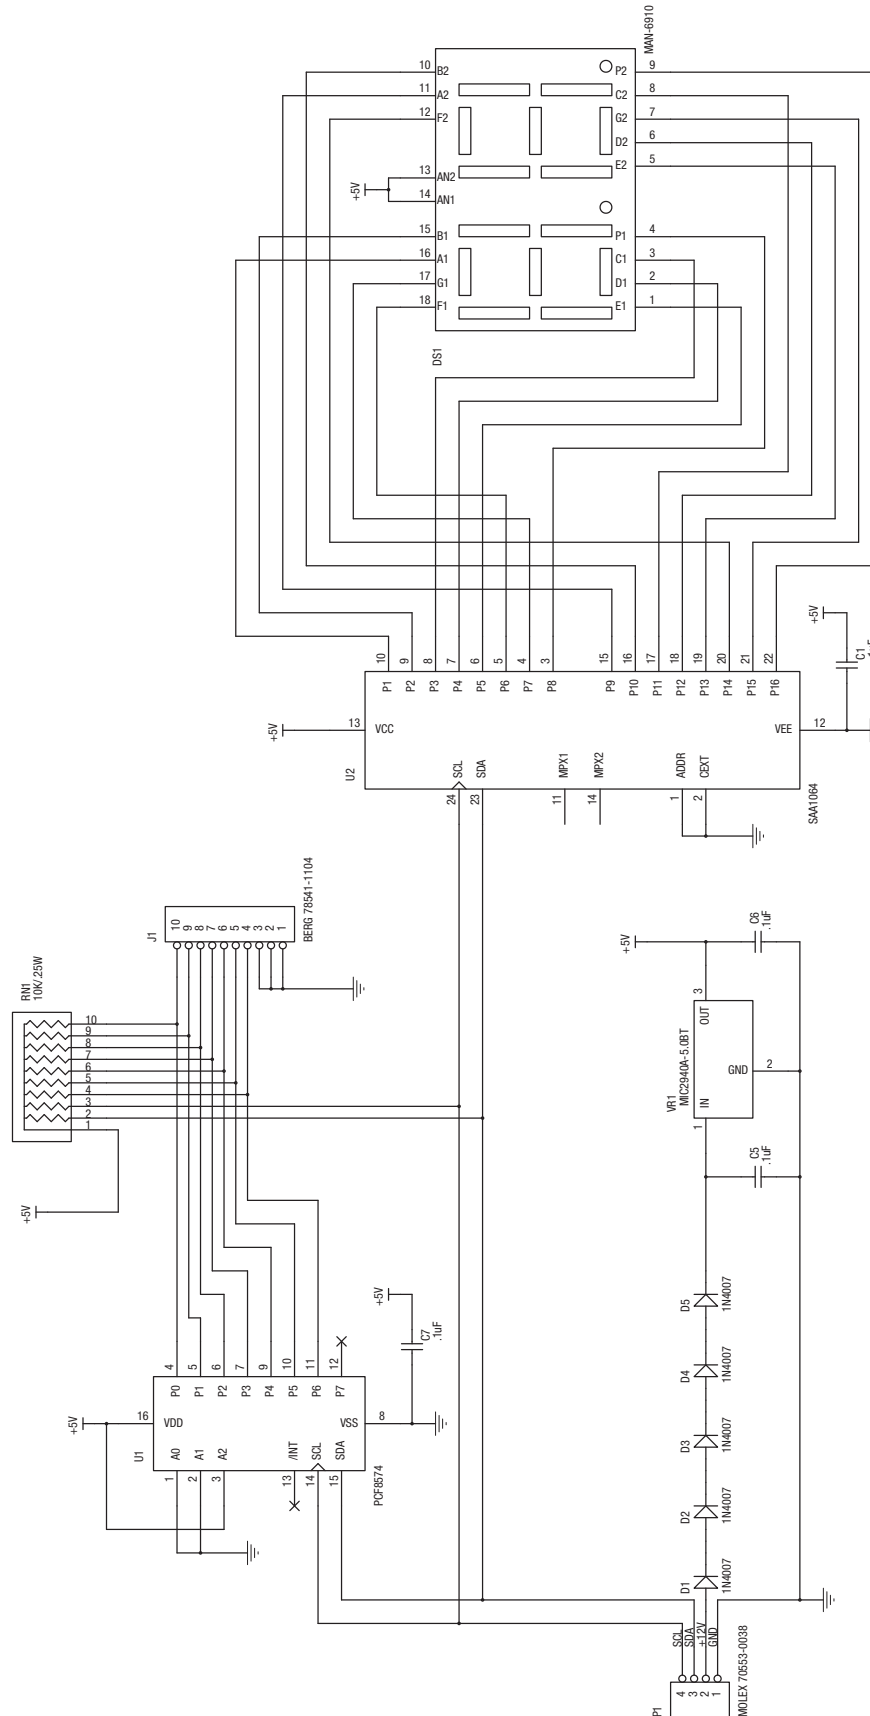 MAN-6910
10 B2
11 A2
12 F2
13 AN2
14 AN1
15 B1
16 A1
17 G1
18 F1
P2 9
C2 8
G2 7
D2 6
E2 5
P1 4
C1 3
D1 2
E1 1
+5V
DS1
10 9 8 7 6 5 4 3 15 16 17 18 19 20 21 22
P1 P2 P3 P4 P5 P6 P7 P8 P9 P10 P11 P12 P13 P14 P15 P16
+5V
C1
+5V
13 VCC
VEE 12
U2
SCL SDA MPX1 MPX2 ADDR CEXT
24 23 11 14 1 2
SAA1064
J1
10 9 8 7 6 5 4 3 2 1
BERG 78541-1104
RN1
10K/.25W
10
9
8
7
6
5
4
3
2
1
+5V
+5V
C6
.1uF
3
OUT
GND 2
VR1
MIC2940A-5.0BT
IN
1
C5
.1uF
+5V
C7
.1uF
4 5 6 7 9 10 11 12
P0 P1 P2 P3 P4 P5 P6 P7
+5V
16 VDD
VSS 8
U1
A0 A1 A2 /INT SCL SDA
1 2 3 13 14 15
PCF8574
D5
1N4007
D4
1N4007
D3
1N4007
D2
1N4007
D1
1N4007
SCL
SDA
+12V
GND
4 3 2 1
P1
MOLEX 70553-0038